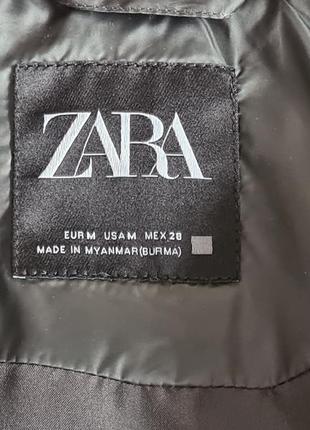 ZARA
EUR M USA M MEX 28
MADE IN MYANMAR(BURMA)